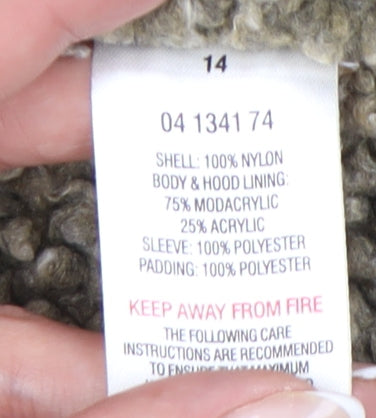 14
04 1341 74
SHELL: 100% NYLON
BODY & HOOD LINING:
75% MODACRYLIC
25% ACRYLIC
SLEEVE: 100% POLYESTER
PADDING: 100% POLYESTER
KEEP AWAY FROM FIRE
THE FOLLOWING CARE
INSTRUCTIONS ARE RECOMMENDED
TO ENSURE THAT MAXIMUM